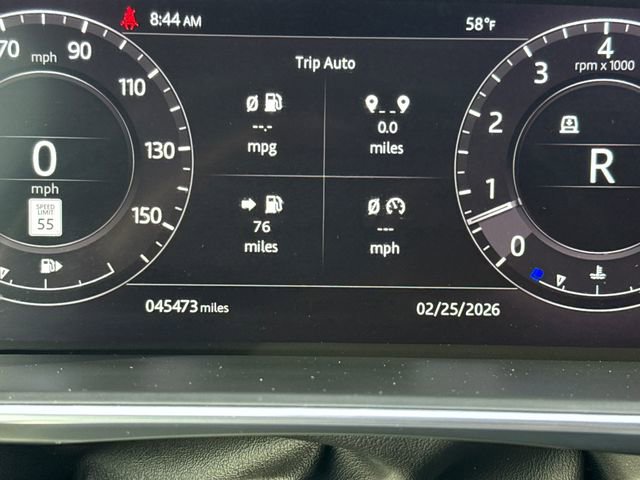 8:44 AM
58°F
Trip Auto
70 mph 90
110
130
150
0
mph
SPEED
LIMIT
55
--.-
mpg
0.0
miles
76
miles
---
mph
4
rpm x 1000
3
2
1
0
R
045473 miles
02/25/2026